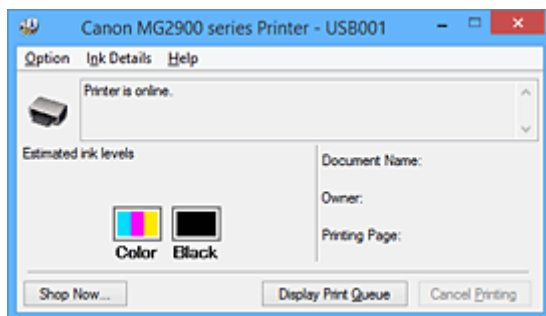 Canon MG2900 series Printer - USB001
Option Ink Details Help
Printer is online.
Estimated ink levels
Document Name:
Owner:
Printing Page:
Color Black
Shop Now... Display Print Queue Cancel Printing